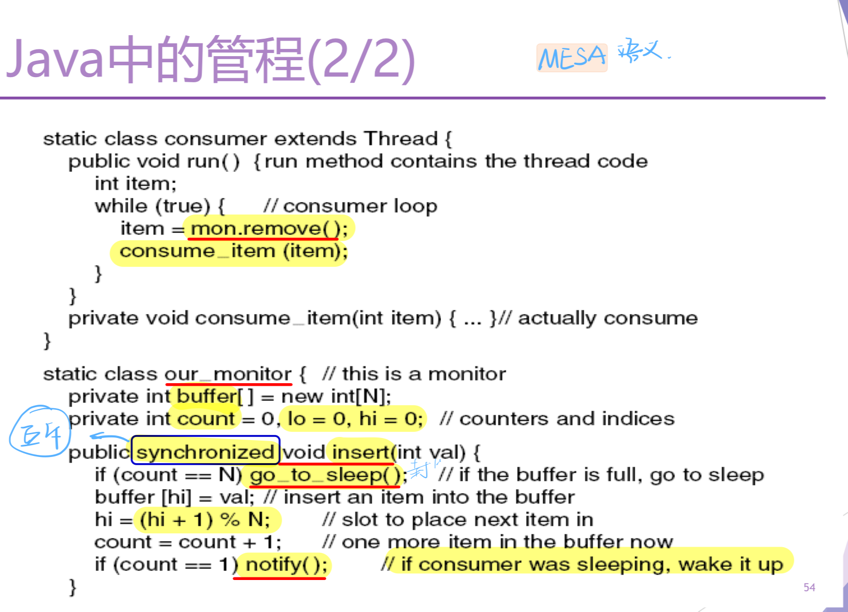 Java中的管程(2/2)
MESA 语义.
static class consumer extends Thread {
public void run( ) {run method contains the thread code
int item;
while (true) { // consumer loop
item = mon.remove( );
consume_item (item);
}
}
private void consume_item(int item) { ... }// actually consume
}
static class our_monitor { // this is a monitor
private int buffer[ ] = new int[N];
private int count = 0, lo = 0, hi = 0; // counters and indices
互斥
public synchronized void insert(int val) {
if (count == N) go_to_sleep( ); // if the buffer is full, go to sleep
buffer [hi] = val; // insert an item into the buffer
hi = (hi + 1) % N; // slot to place next item in
count = count + 1; // one more item in the buffer now
if (count == 1) notify( ); // if consumer was sleeping, wake it up
}
54